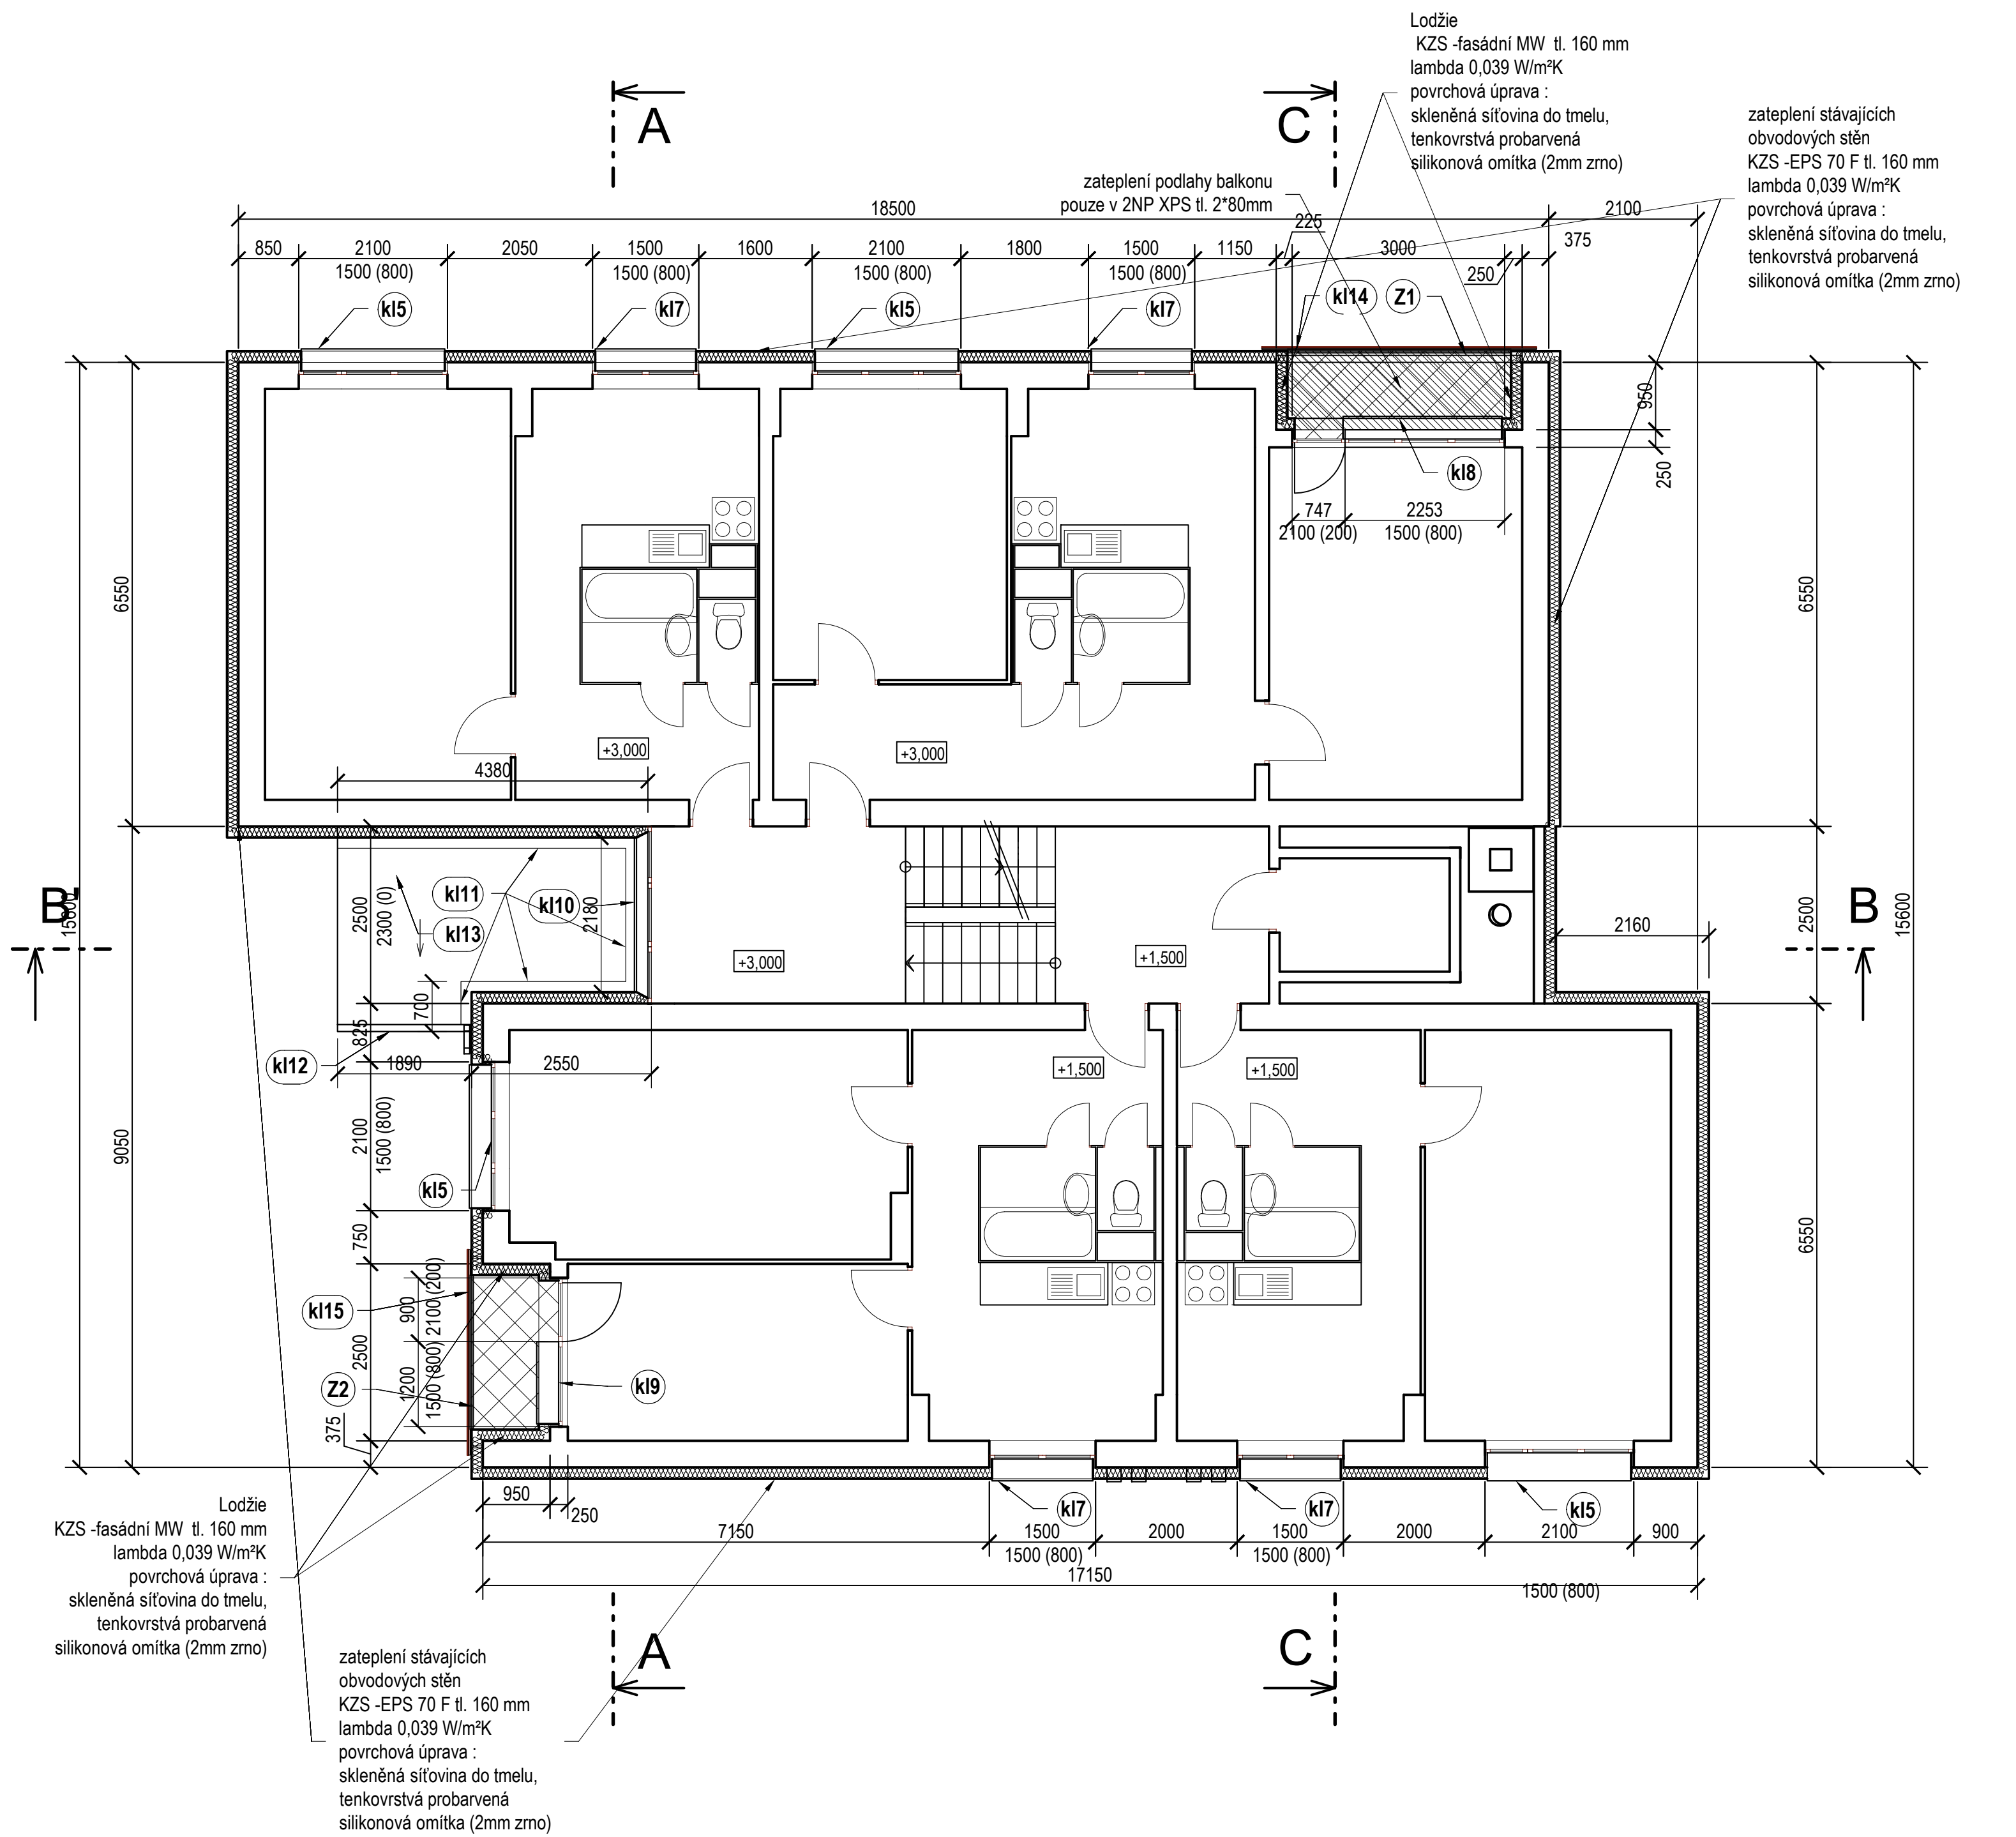 Lodžie
KZS -fasádní MW  tl. 160 mm
lambda 0,039 W/m²K
povrchová úprava :
skleněná síťovina do tmelu,
tenkovrstvá probarvená
silikonová omítka (2mm zrno)
zateplení stávajících
obvodových stěn
KZS -EPS 70 F tl. 160 mm
lambda 0,039 W/m²K
povrchová úprava :
skleněná síťovina do tmelu,
tenkovrstvá probarvená
silikonová omítka (2mm zrno)
A
C
zateplení podlahy balkonu
pouze v 2NP XPS tl. 2*80mm
18500
2100
225
375
850
2100
2050
1500
1600
2100
1800
1500
1150
3000
250
1500 (800)
1500 (800)
1500 (800)
1500 (800)
kl5
kl7
kl5
kl7
kl14
Z1
950
250
kl8
747
2253
2100 (200)
1500 (800)
6550
6550
+3,000
+3,000
4380
B'
15600
2500
2300 (0)
kl11
kl10
kl13
2180
700
825
kl12
1890
2550
+3,000
+1,500
2160
B
2500
15600
+1,500
+1,500
9050
2100
1500 (800)
kl5
750
kl15
900
2100 (200)
2500
1200
1500 (800)
Z2
375
kl9
6550
950
250
kl7
kl7
kl5
7150
1500
2000
1500
2000
2100
900
1500 (800)
1500 (800)
17150
1500 (800)
Lodžie
KZS -fasádní MW  tl. 160 mm
lambda 0,039 W/m²K
povrchová úprava :
skleněná síťovina do tmelu,
tenkovrstvá probarvená
silikonová omítka (2mm zrno)
A
C
zateplení stávajících
obvodových stěn
KZS -EPS 70 F tl. 160 mm
lambda 0,039 W/m²K
povrchová úprava :
skleněná síťovina do tmelu,
tenkovrstvá probarvená
silikonová omítka (2mm zrno)